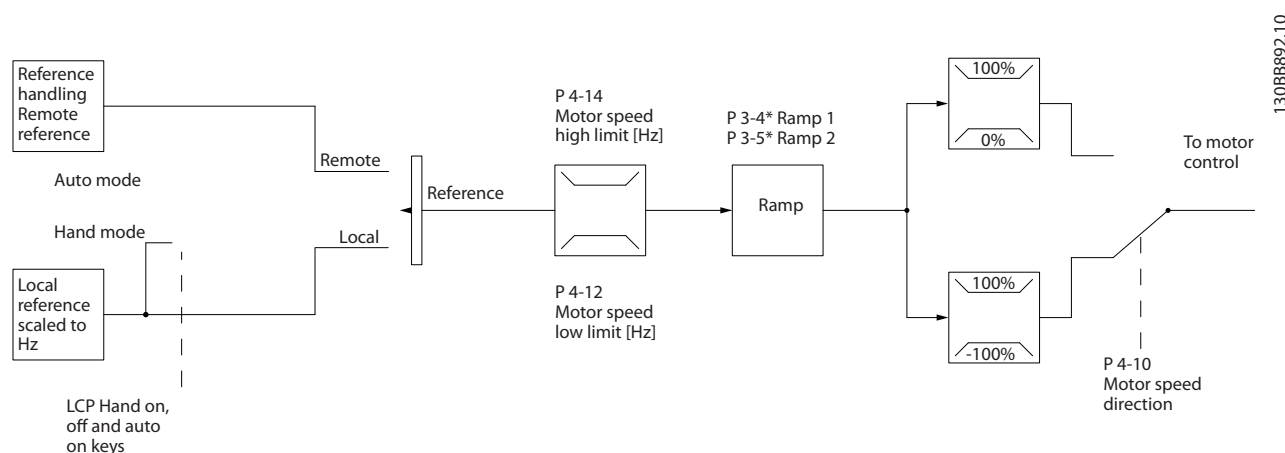 130BB892.10
Reference
handling
Remote
reference
Auto mode
Hand mode
Local
reference
scaled to
Hz
LCP Hand on,
off and auto
on keys
Remote
Local
Reference
P 4-14
Motor speed
high limit [Hz]
P 4-12
Motor speed
low limit [Hz]
P 3-4* Ramp 1
P 3-5* Ramp 2
Ramp
100%
0%
100%
-100%
To motor
control
P 4-10
Motor speed
direction